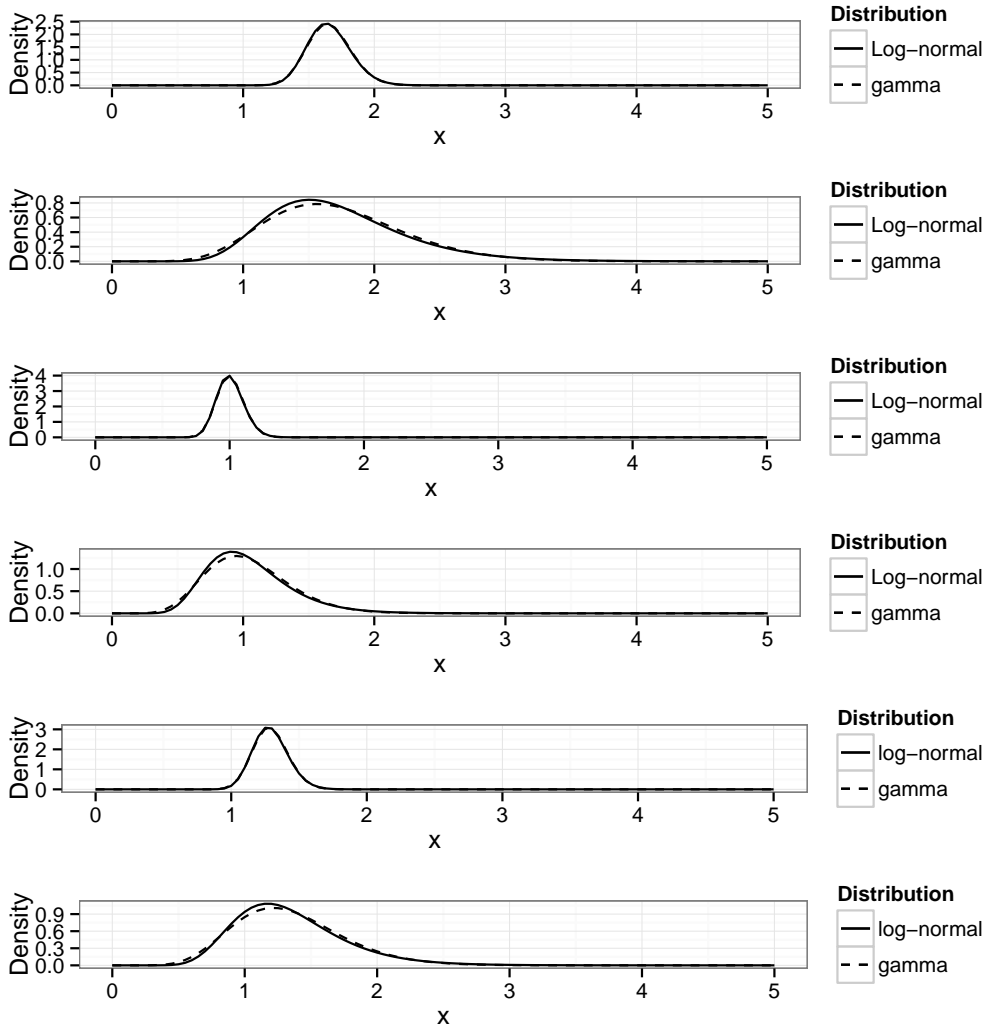 Distribution
Log−normal
gamma
Density
2.5
2.0
1.5
1.0
0.5
0.0
0 1 2 3 4 5
x
Distribution
Log−normal
gamma
Density
0.8
0.6
0.4
0.2
0.0
0 1 2 3 4 5
x
Distribution
Log−normal
gamma
Density
4
3
2
1
0
0 1 2 3 4 5
x
Distribution
Log−normal
gamma
Density
1.0
0.5
0.0
0 1 2 3 4 5
x
Distribution
log−normal
gamma
Density
3
2
1
0
0 1 2 3 4 5
x
Distribution
log−normal
gamma
Density
0.9
0.6
0.3
0.0
0 1 2 3 4 5
x